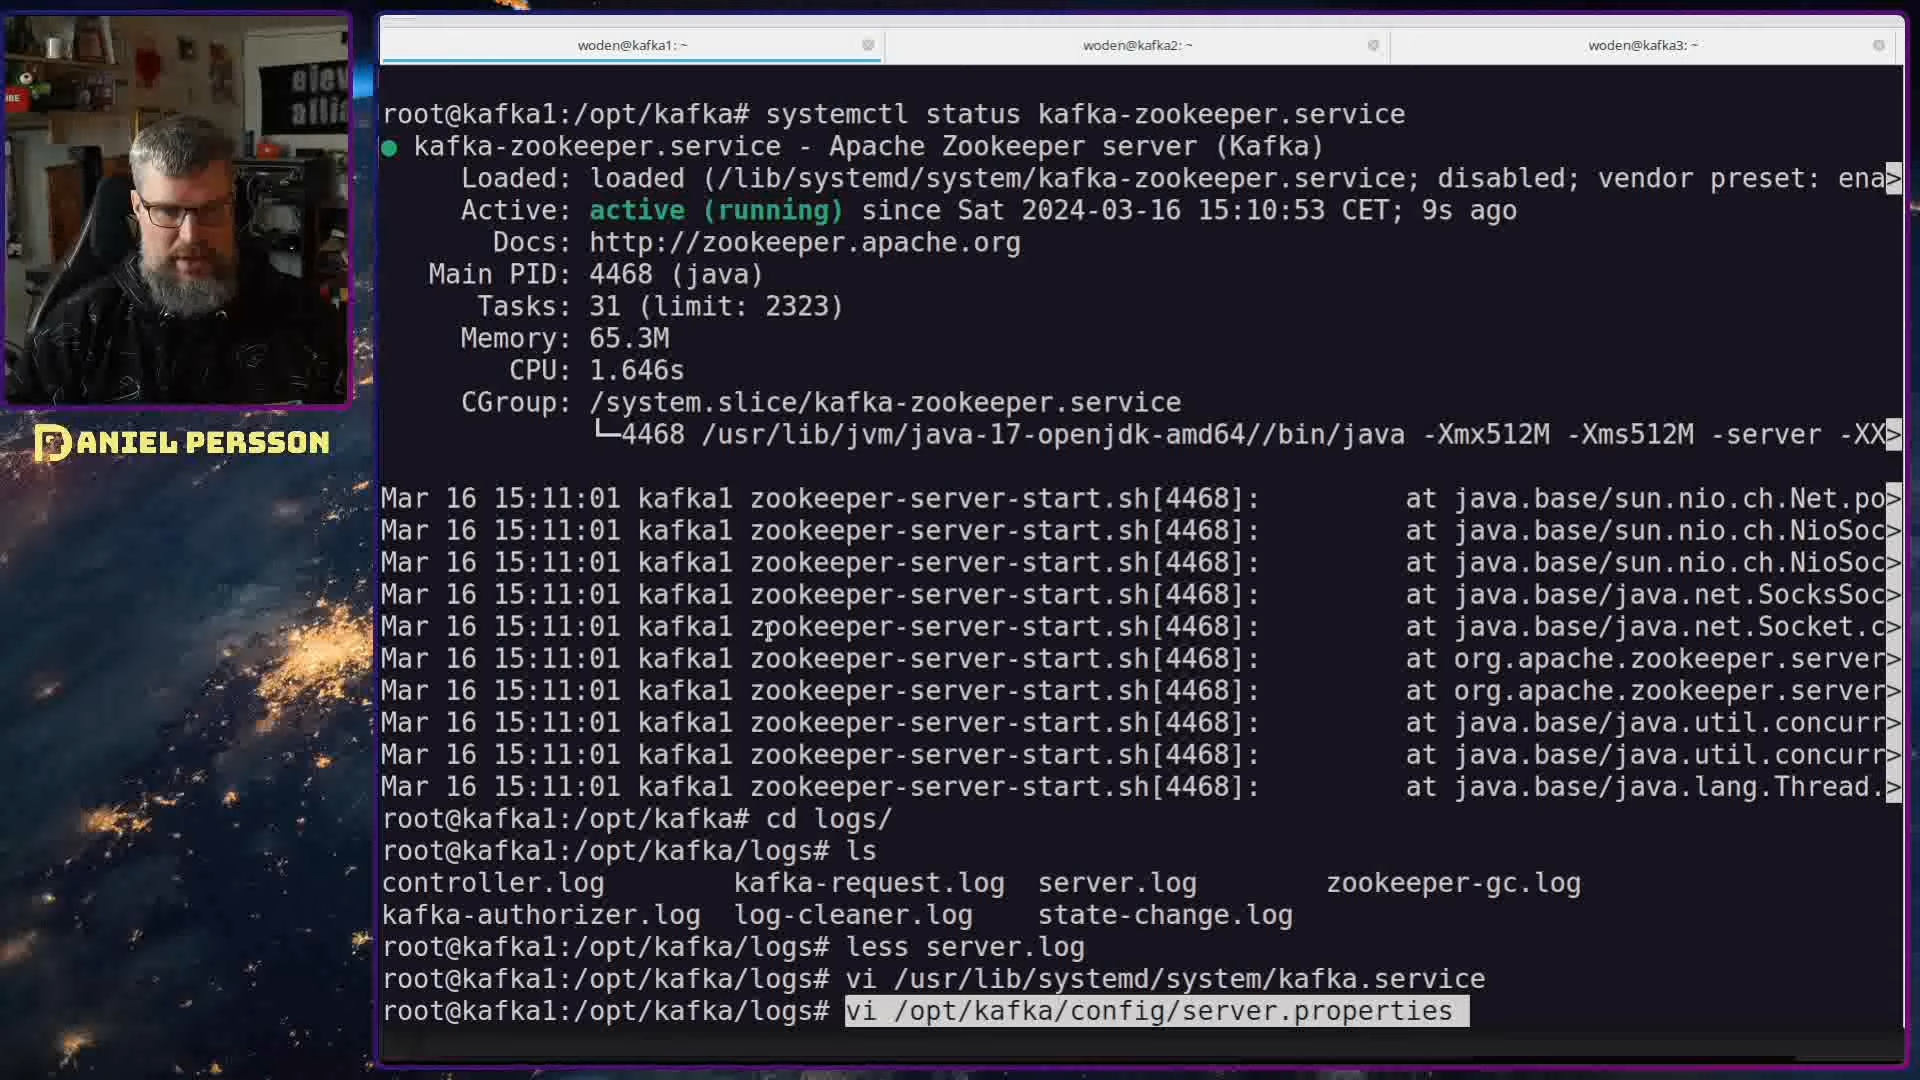 woden@kafka1: ~
woden@kafka2: ~
woden@kafka3: ~
root@kafka1:/opt/kafka# systemctl status kafka-zookeeper.service
● kafka-zookeeper.service - Apache Zookeeper server (Kafka)
Loaded: loaded (/lib/systemd/system/kafka-zookeeper.service; disabled; vendor preset: ena>
Active: active (running) since Sat 2024-03-16 15:10:53 CET; 9s ago
Docs: http://zookeeper.apache.org
Main PID: 4468 (java)
Tasks: 31 (limit: 2323)
Memory: 65.3M
CPU: 1.646s
CGroup: /system.slice/kafka-zookeeper.service
└─4468 /usr/lib/jvm/java-17-openjdk-amd64//bin/java -Xmx512M -Xms512M -server -XX>
Mar 16 15:11:01 kafka1 zookeeper-server-start.sh[4468]: at java.base/sun.nio.ch.Net.po>
Mar 16 15:11:01 kafka1 zookeeper-server-start.sh[4468]: at java.base/sun.nio.ch.NioSoc>
Mar 16 15:11:01 kafka1 zookeeper-server-start.sh[4468]: at java.base/sun.nio.ch.NioSoc>
Mar 16 15:11:01 kafka1 zookeeper-server-start.sh[4468]: at java.base/java.net.SocksSoc>
Mar 16 15:11:01 kafka1 zookeeper-server-start.sh[4468]: at java.base/java.net.Socket.c>
Mar 16 15:11:01 kafka1 zookeeper-server-start.sh[4468]: at org.apache.zookeeper.server>
Mar 16 15:11:01 kafka1 zookeeper-server-start.sh[4468]: at org.apache.zookeeper.server>
Mar 16 15:11:01 kafka1 zookeeper-server-start.sh[4468]: at java.base/java.util.concurr>
Mar 16 15:11:01 kafka1 zookeeper-server-start.sh[4468]: at java.base/java.util.concurr>
Mar 16 15:11:01 kafka1 zookeeper-server-start.sh[4468]: at java.base/java.lang.Thread.>
root@kafka1:/opt/kafka# cd logs/
root@kafka1:/opt/kafka/logs# ls
controller.log kafka-request.log server.log zookeeper-gc.log
kafka-authorizer.log log-cleaner.log state-change.log
root@kafka1:/opt/kafka/logs# less server.log
root@kafka1:/opt/kafka/logs# vi /usr/lib/systemd/system/kafka.service
root@kafka1:/opt/kafka/logs# vi /opt/kafka/config/server.properties
DANIEL PERSSON